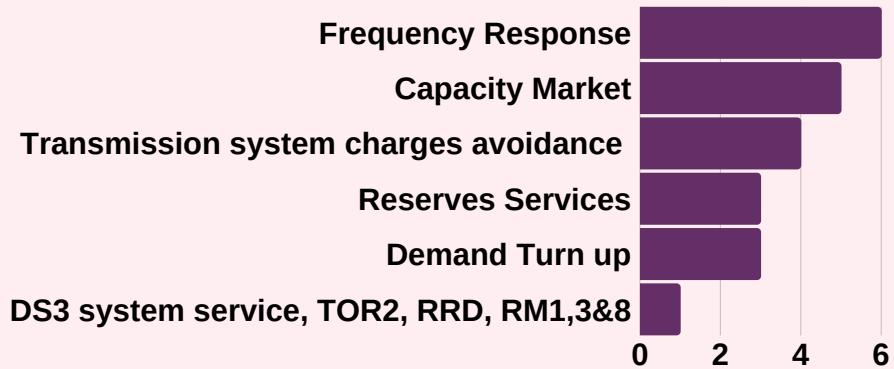 Frequency Response
Capacity Market
Transmission system charges avoidance
Reserves Services
Demand Turn up
DS3 system service, TOR2, RRD, RM1,3&8
0 2 4 6